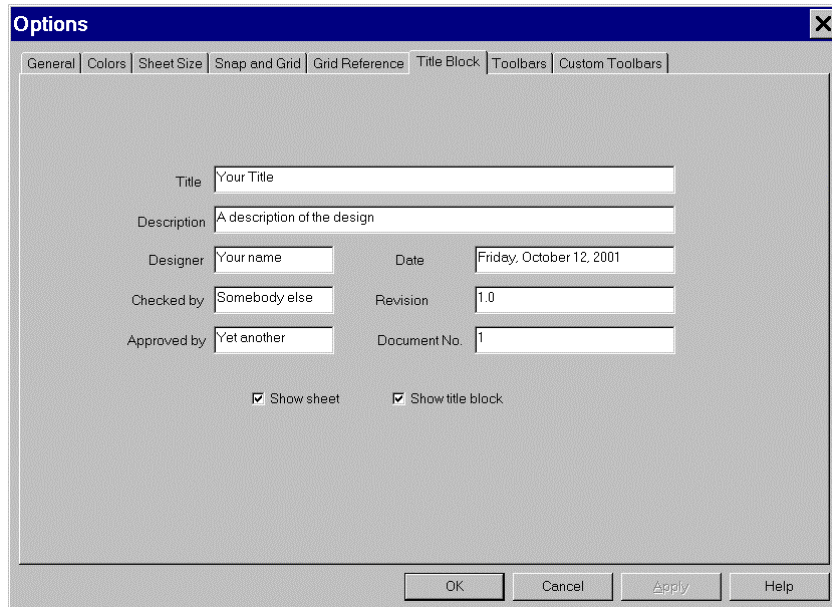 Options
General Colors Sheet Size Snap and Grid Grid Reference Title Block Toolbars Custom Toolbars
Title Your Title
Description A description of the design
Designer Your name Date Friday, October 12, 2001
Checked by Somebody else Revision 1.0
Approved by Yet another Document No. 1
Show sheet Show title block
OK Cancel Apply Help